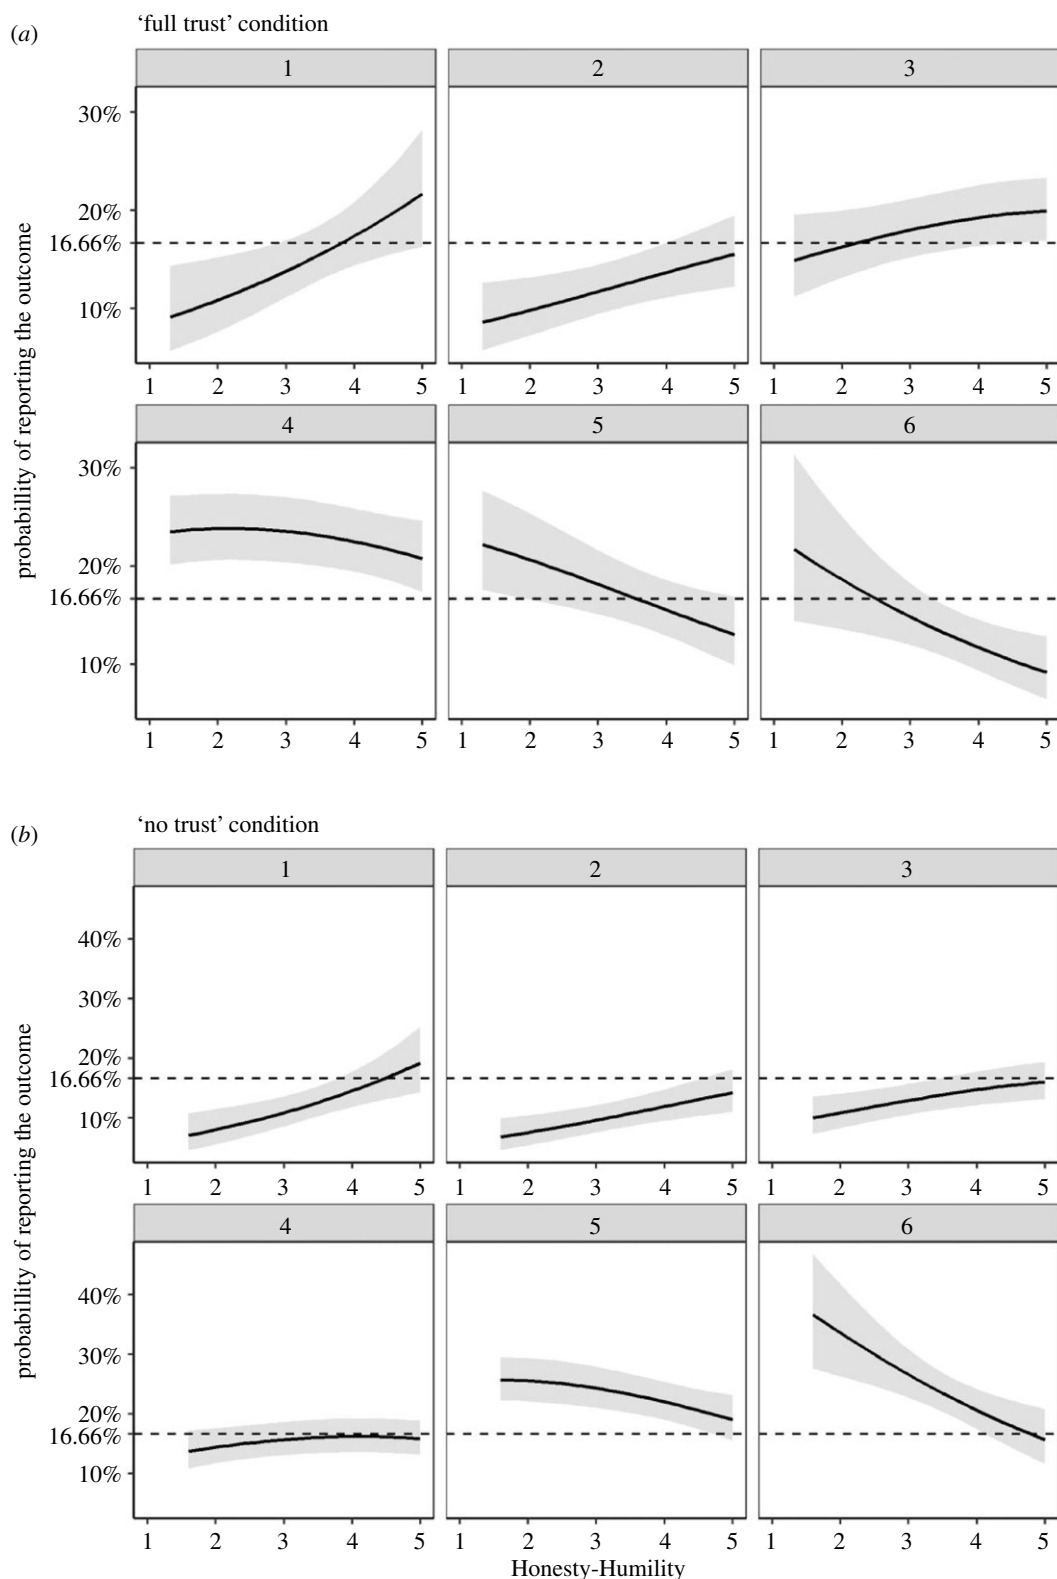 (a)
‘full trust’ condition
1 2 3
30%
20%
16.66%
10%
1 2 3 4 5 1 2 3 4 5 1 2 3 4 5
4 5 6
30%
20%
16.66%
10%
1 2 3 4 5 1 2 3 4 5 1 2 3 4 5
probabillity of reporting the outcome
(b)
‘no trust’ condition
1 2 3
40%
30%
20%
16.66%
10%
1 2 3 4 5 1 2 3 4 5 1 2 3 4 5
4 5 6
40%
30%
20%
16.66%
10%
1 2 3 4 5 1 2 3 4 5 1 2 3 4 5
probabillity of reporting the outcome
Honesty-Humility